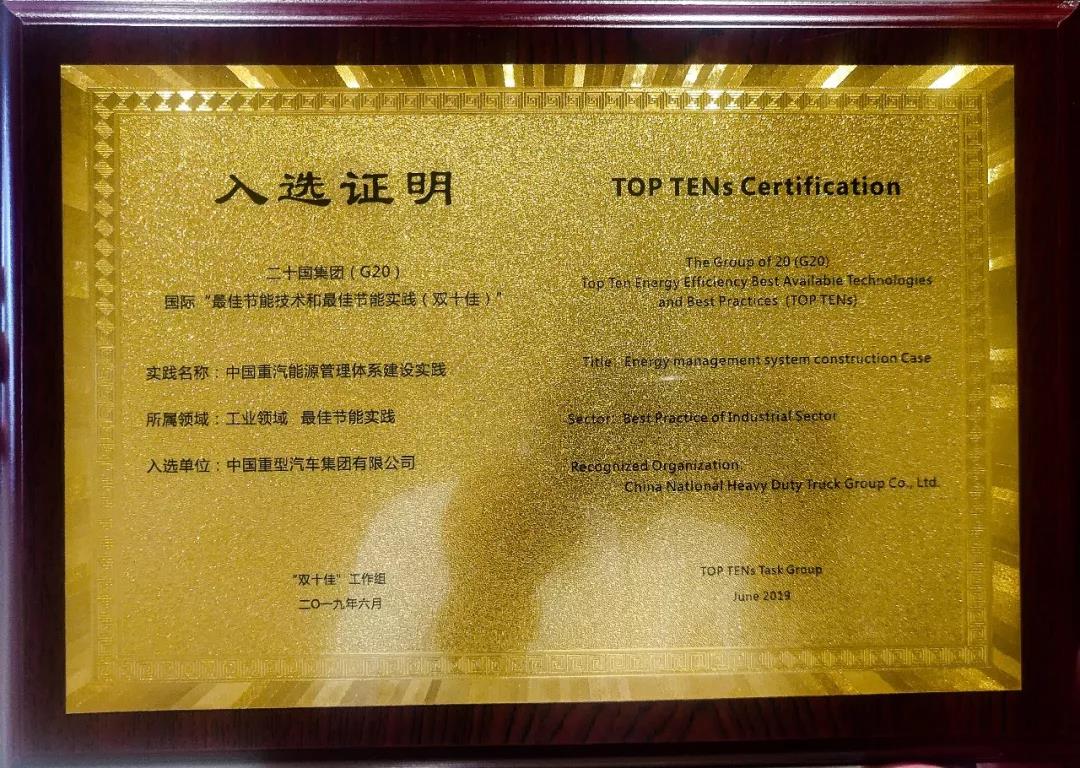 入选证明
二十国集团（G20）
国际“最佳节能技术和最佳节能实践（双十佳）”
实践名称：中国重汽能源管理体系建设实践
所属领域：工业领域 最佳节能实践
入选单位：中国重型汽车集团有限公司
“双十佳”工作组
二〇一九年六月
TOP TENs Certification
The Group of 20 (G20)
Top Ten Energy Efficiency Best Available Technologies
and Best Practices (TOP TENs)
Title: Energy management system construction Case
Sector: Best Practice of Industrial Sector
Recognized Organization:
China National Heavy Duty Truck Group Co., Ltd.
TOP TENs Task Group
June 2019